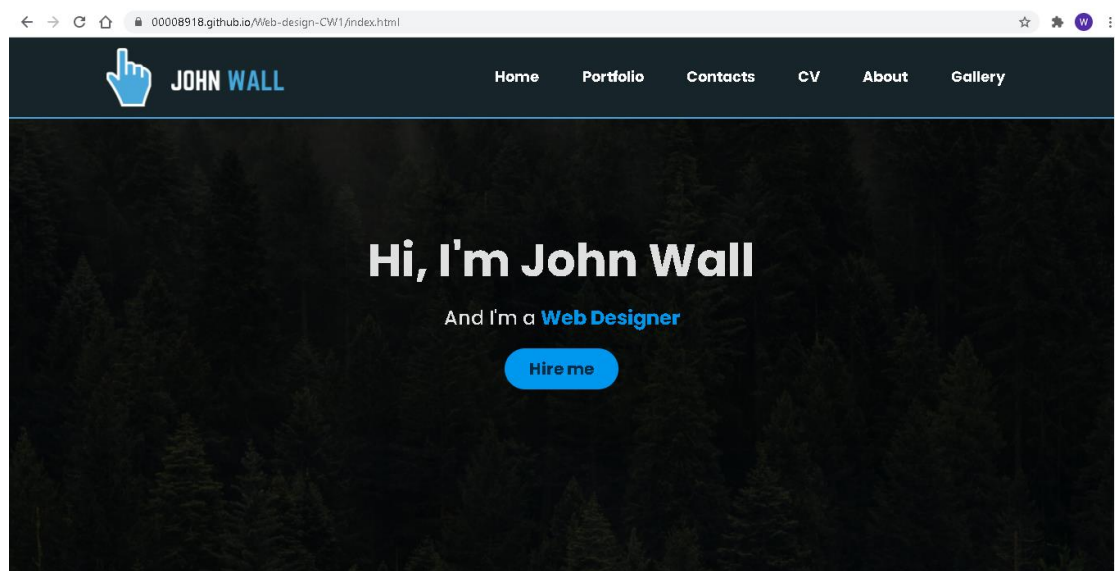 00008918.github.io/Web-design-CW1/index.html
W
JOHN WALL
Home Portfolio Contacts CV About Gallery
Hi, I'm John Wall
And I'm a Web Designer
Hire me